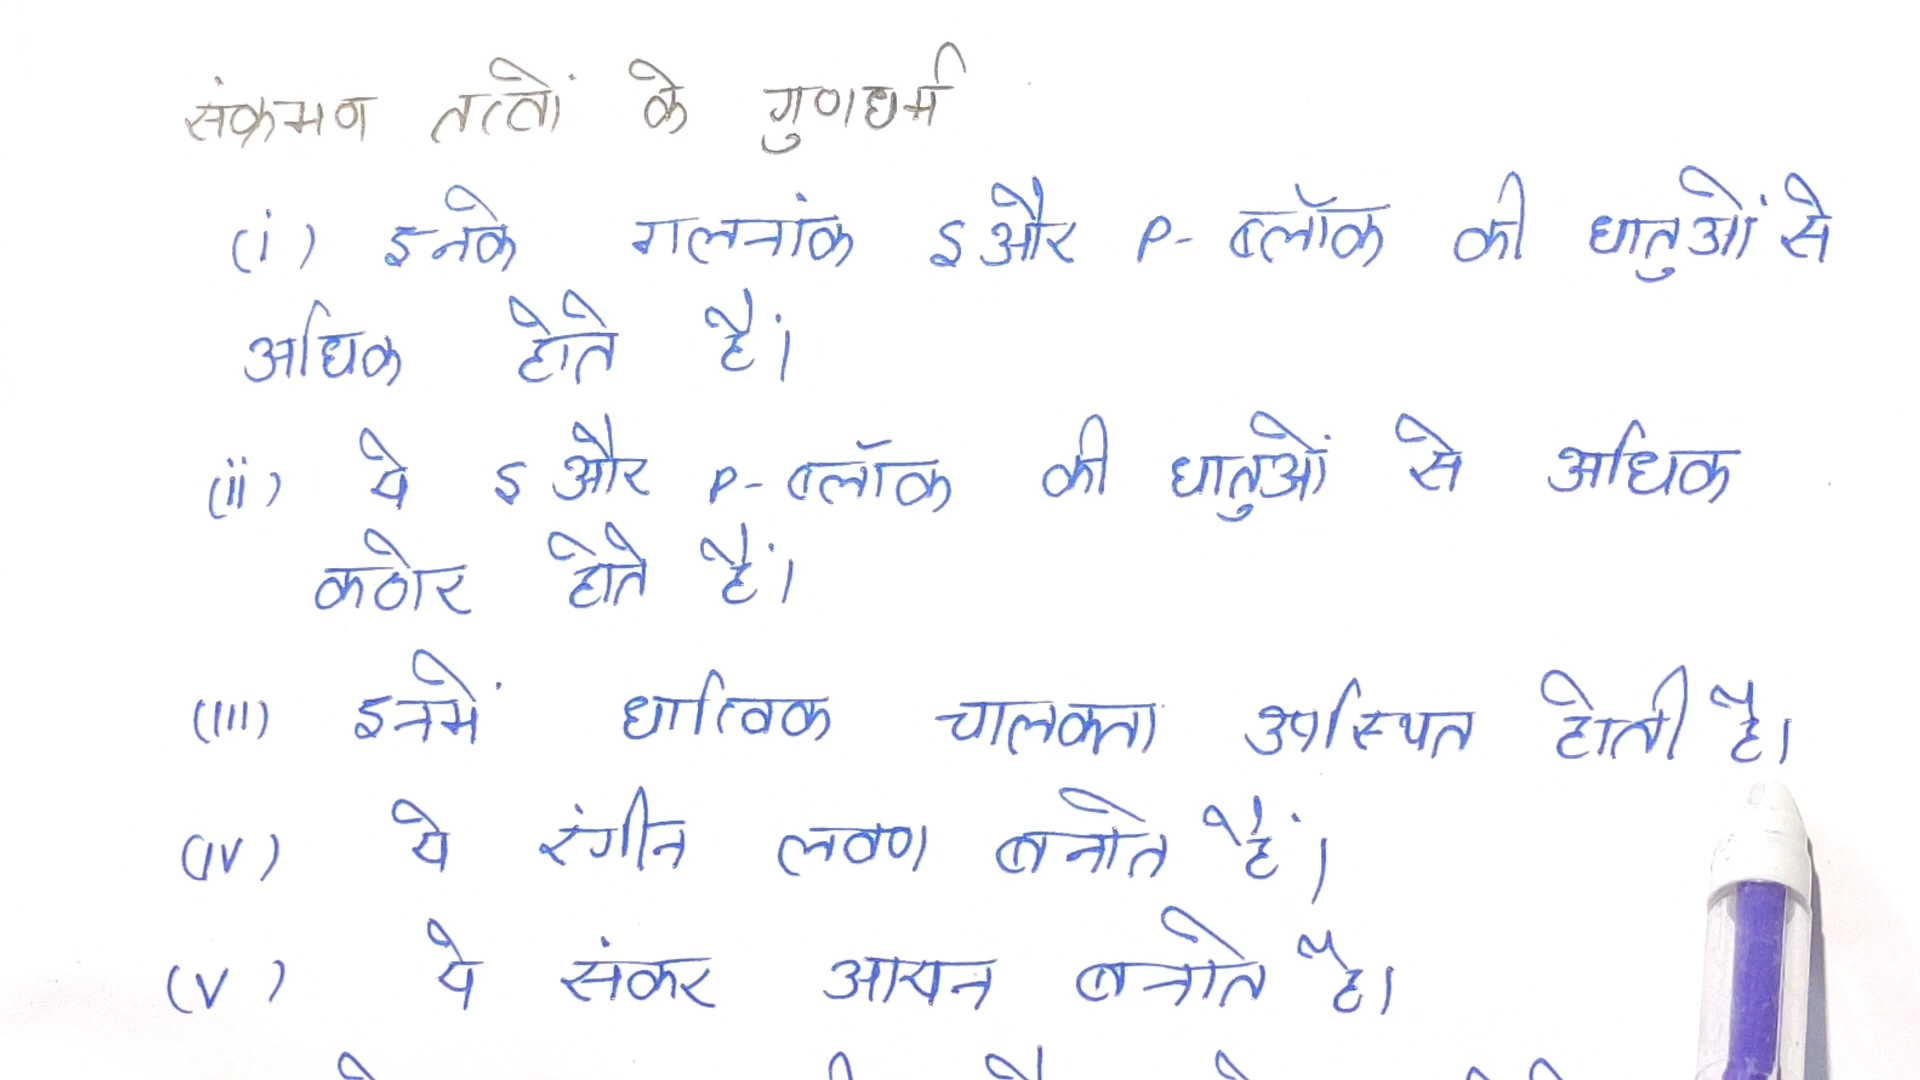 संक्रमण तत्वों के गुणधर्म
(i) इनके गलनांक s और p- ब्लॉक की धातुओं से
अधिक होते हैं।
(ii) ये s और p- ब्लॉक की धातुओं से अधिक
कठोर होते हैं।
(iii) इनमें धात्विक चालकता उपस्थित होती है।
(iv) ये रंगीन लवण बनाते हैं।
(v) ये संकर आयन बनाते है।